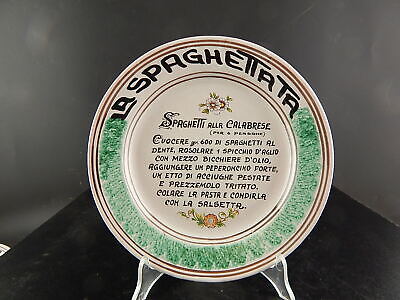 LA SPAGHETTATA
SPAGHETTI ALLA CALABRESE
(PER 6 PERSONE)
CUOCERE gr. 600 DI SPAGHETTI AL
DENTE, ROSOLARE 1 SPICCHIO D'AGLIO
CON MEZZO BICCHIERE D'OLIO,
AGGIUNGERE UN PEPERONCINO FORTE,
UN ETTO DI ACCIUGHE PESTATE
E PREZZEMOLO TRITATO.
COLARE LA PASTA E CONDIRLA
CON LA SALSETTA.